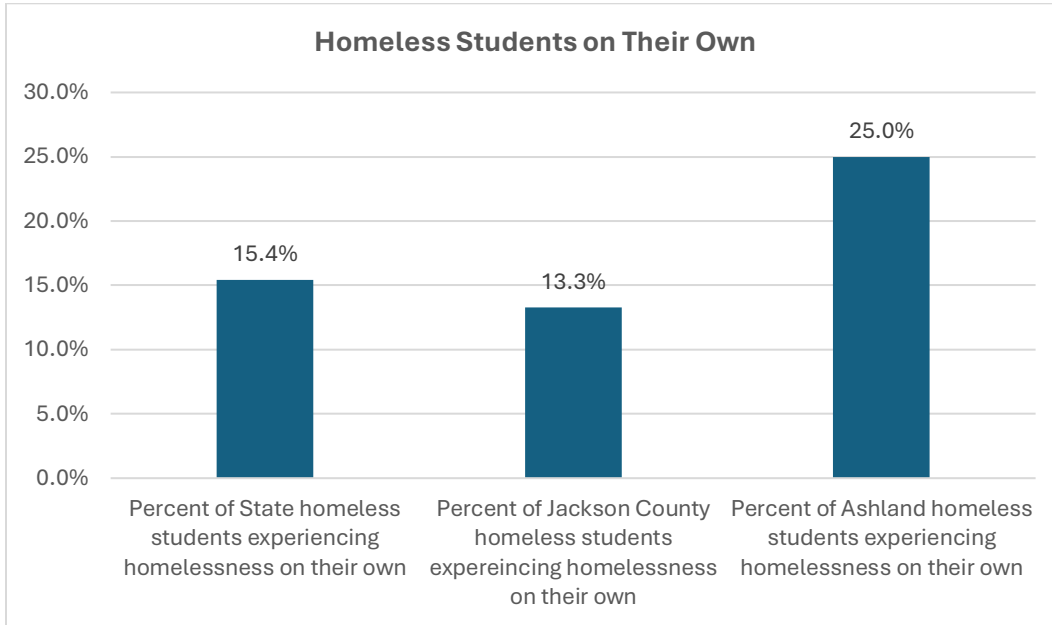 Homeless Students on Their Own
30.0%
25.0%
20.0%
15.0%
10.0%
5.0%
0.0%
15.4%
13.3%
25.0%
Percent of State homeless
students experiencing
homelessness on their own
Percent of Jackson County
homeless students
expereincing homelessness
on their own
Percent of Ashland homeless
students experiencing
homelessness on their own